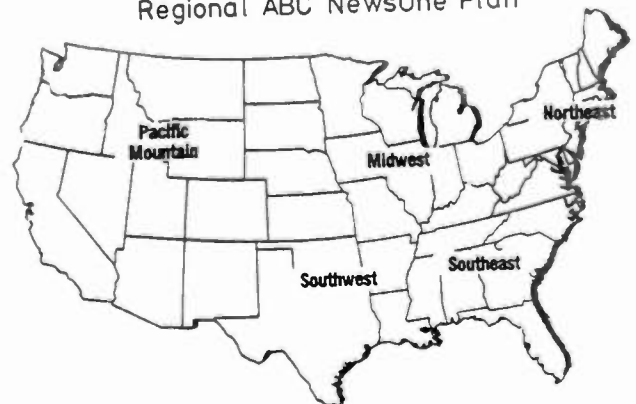 Regional ABC NewsOne Plan
Northeast
Pacific
Mountain
Midwest
Southeast
Southwest